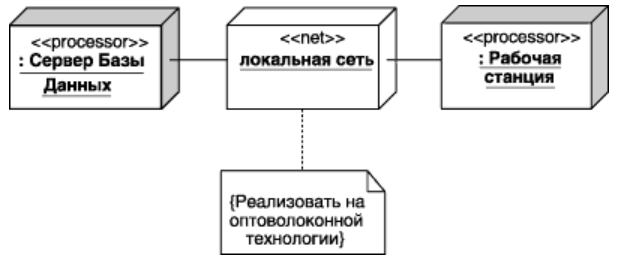 <<processor>>
: Сервер Базы
Данных
<<net>>
локальная сеть
<<processor>>
: Рабочая
станция
{Реализовать на
оптоволоконной
технологии}